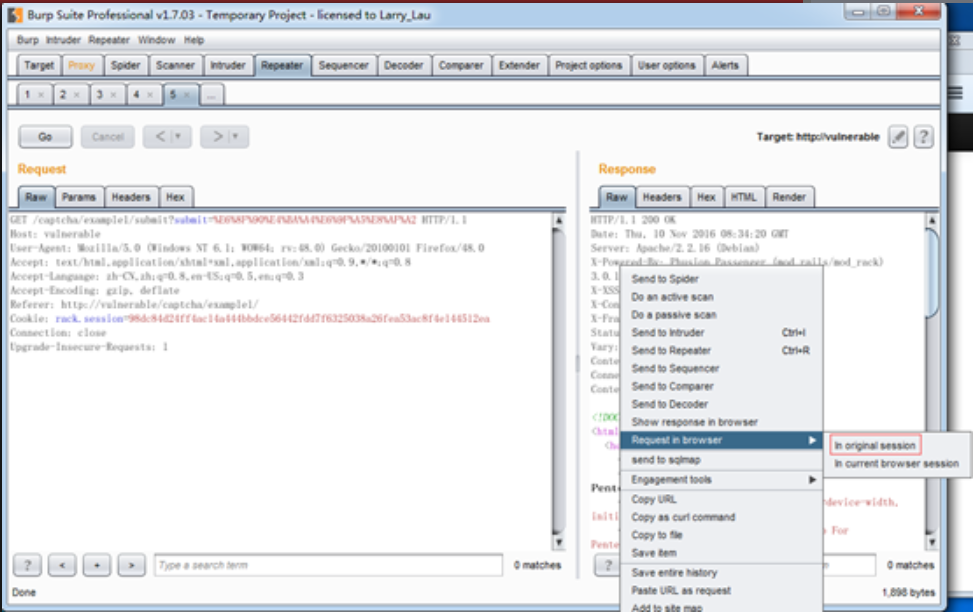 Burp Suite Professional v1.7.03 - Temporary Project - licensed to Larry_Lau
Burp Intruder Repeater Window Help
Target Proxy Spider Scanner Intruder Repeater Sequencer Decoder Comparer Extender Project options User options Alerts
1 × 2 × 3 × 4 × 5 × ...
Go Cancel < > Target: http://vulnerable ?
Request
Raw Params Headers Hex
GET /captcha/example1/submit?submit=%E6%8F%90%E4%BA%A4%E6%9F%A5%E8%AF%A2 HTTP/1.1
Host: vulnerable
User-Agent: Mozilla/5.0 (Windows NT 6.1; WOW64; rv:48.0) Gecko/20100101 Firefox/48.0
Accept: text/html,application/xhtml+xml,application/xml;q=0.9,*/*;q=0.8
Accept-Language: zh-CN,zh;q=0.8,en-US;q=0.5,en;q=0.3
Accept-Encoding: gzip, deflate
Referer: http://vulnerable/captcha/example1/
Cookie: rack.session=98dc84d24ff4ac14a444bbdce56442fdd7f6325038a26fea53ac8f4e144512ea
Connection: close
Upgrade-Insecure-Requests: 1
? < + > Type a search term 0 matches
Done
Response
Raw Headers Hex HTML Render
HTTP/1.1 200 OK
Date: Thu, 10 Nov 2016 08:34:20 GMT
Server: Apache/2.2.16 (Debian)
X-Powered-By: Phusion Passenger (mod_rails/mod_rack)
3.0.1
X-XSS
X-Con
X-Fra
Statu
Vary:
Conte
Conne
Conte
<!DOC
<html
<he
Pent
device-width,
initi
For
Pente
Send to Spider
Do an active scan
Do a passive scan
Send to Intruder Ctrl+I
Send to Repeater Ctrl+R
Send to Sequencer
Send to Comparer
Send to Decoder
Show response in browser
Request in browser
In original session
In current browser session
send to sqlmap
Engagement tools
Copy URL
Copy as curl command
Copy to file
Save item
Save entire history
Paste URL as request
Add to site map
? 0 matches
1,898 bytes